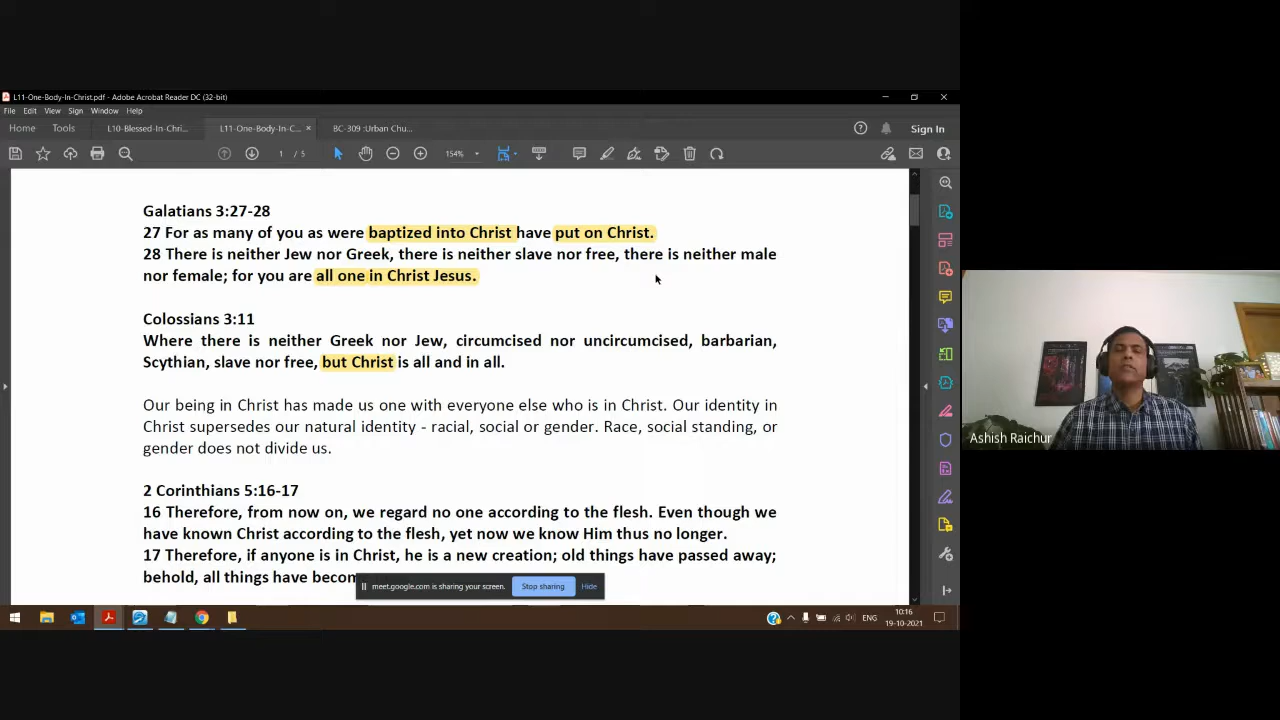 L11-One-Body-In-Christ.pdf - Adobe Acrobat Reader DC (32-bit)
File Edit View Sign Window Help
Home Tools L10-Blessed-In-Chri... L11-One-Body-In-C... × BC-309 :Urban Chu... Sign In
1 / 5 154%
Galatians 3:27-28
27 For as many of you as were baptized into Christ have put on Christ.
28 There is neither Jew nor Greek, there is neither slave nor free, there is neither male
nor female; for you are all one in Christ Jesus.
Colossians 3:11
Where there is neither Greek nor Jew, circumcised nor uncircumcised, barbarian,
Scythian, slave nor free, but Christ is all and in all.
Our being in Christ has made us one with everyone else who is in Christ. Our identity in
Christ supersedes our natural identity - racial, social or gender. Race, social standing, or
gender does not divide us.
2 Corinthians 5:16-17
16 Therefore, from now on, we regard no one according to the flesh. Even though we
have known Christ according to the flesh, yet now we know Him thus no longer.
17 Therefore, if anyone is in Christ, he is a new creation; old things have passed away;
behold, all things have becom
meet.google.com is sharing your screen. Stop sharing Hide
ENG 10:16
19-10-2021
Ashish Raichur